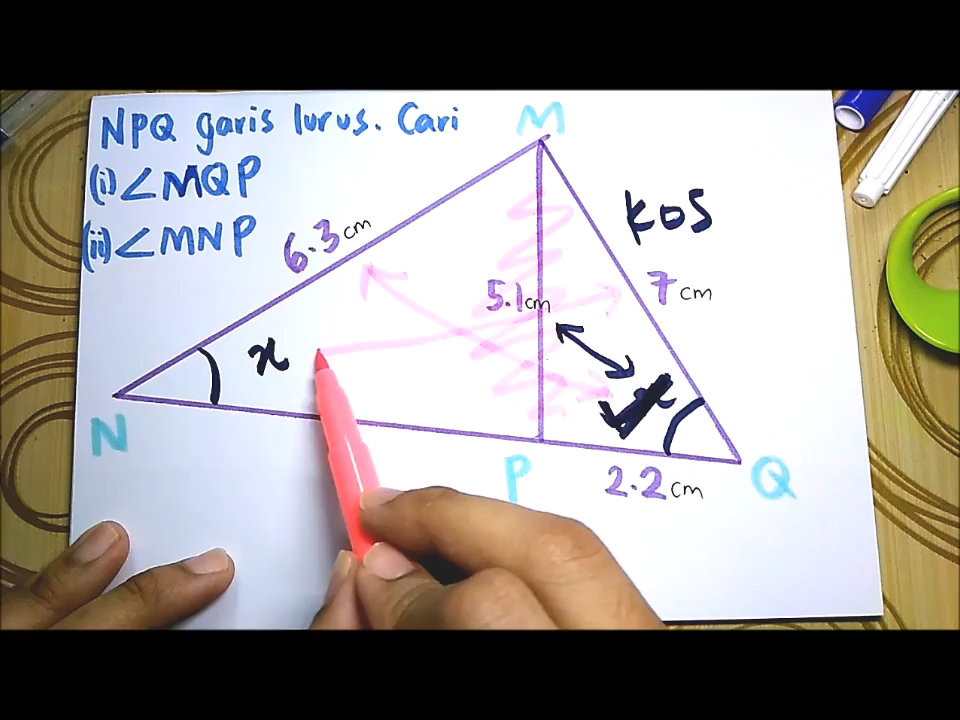 NPQ garis lurus. Cari
(i) ∠MQP
(ii) ∠MNP
M
kos
6.3 cm
5.1 cm
7 cm
x
N
P
2.2 cm
Q